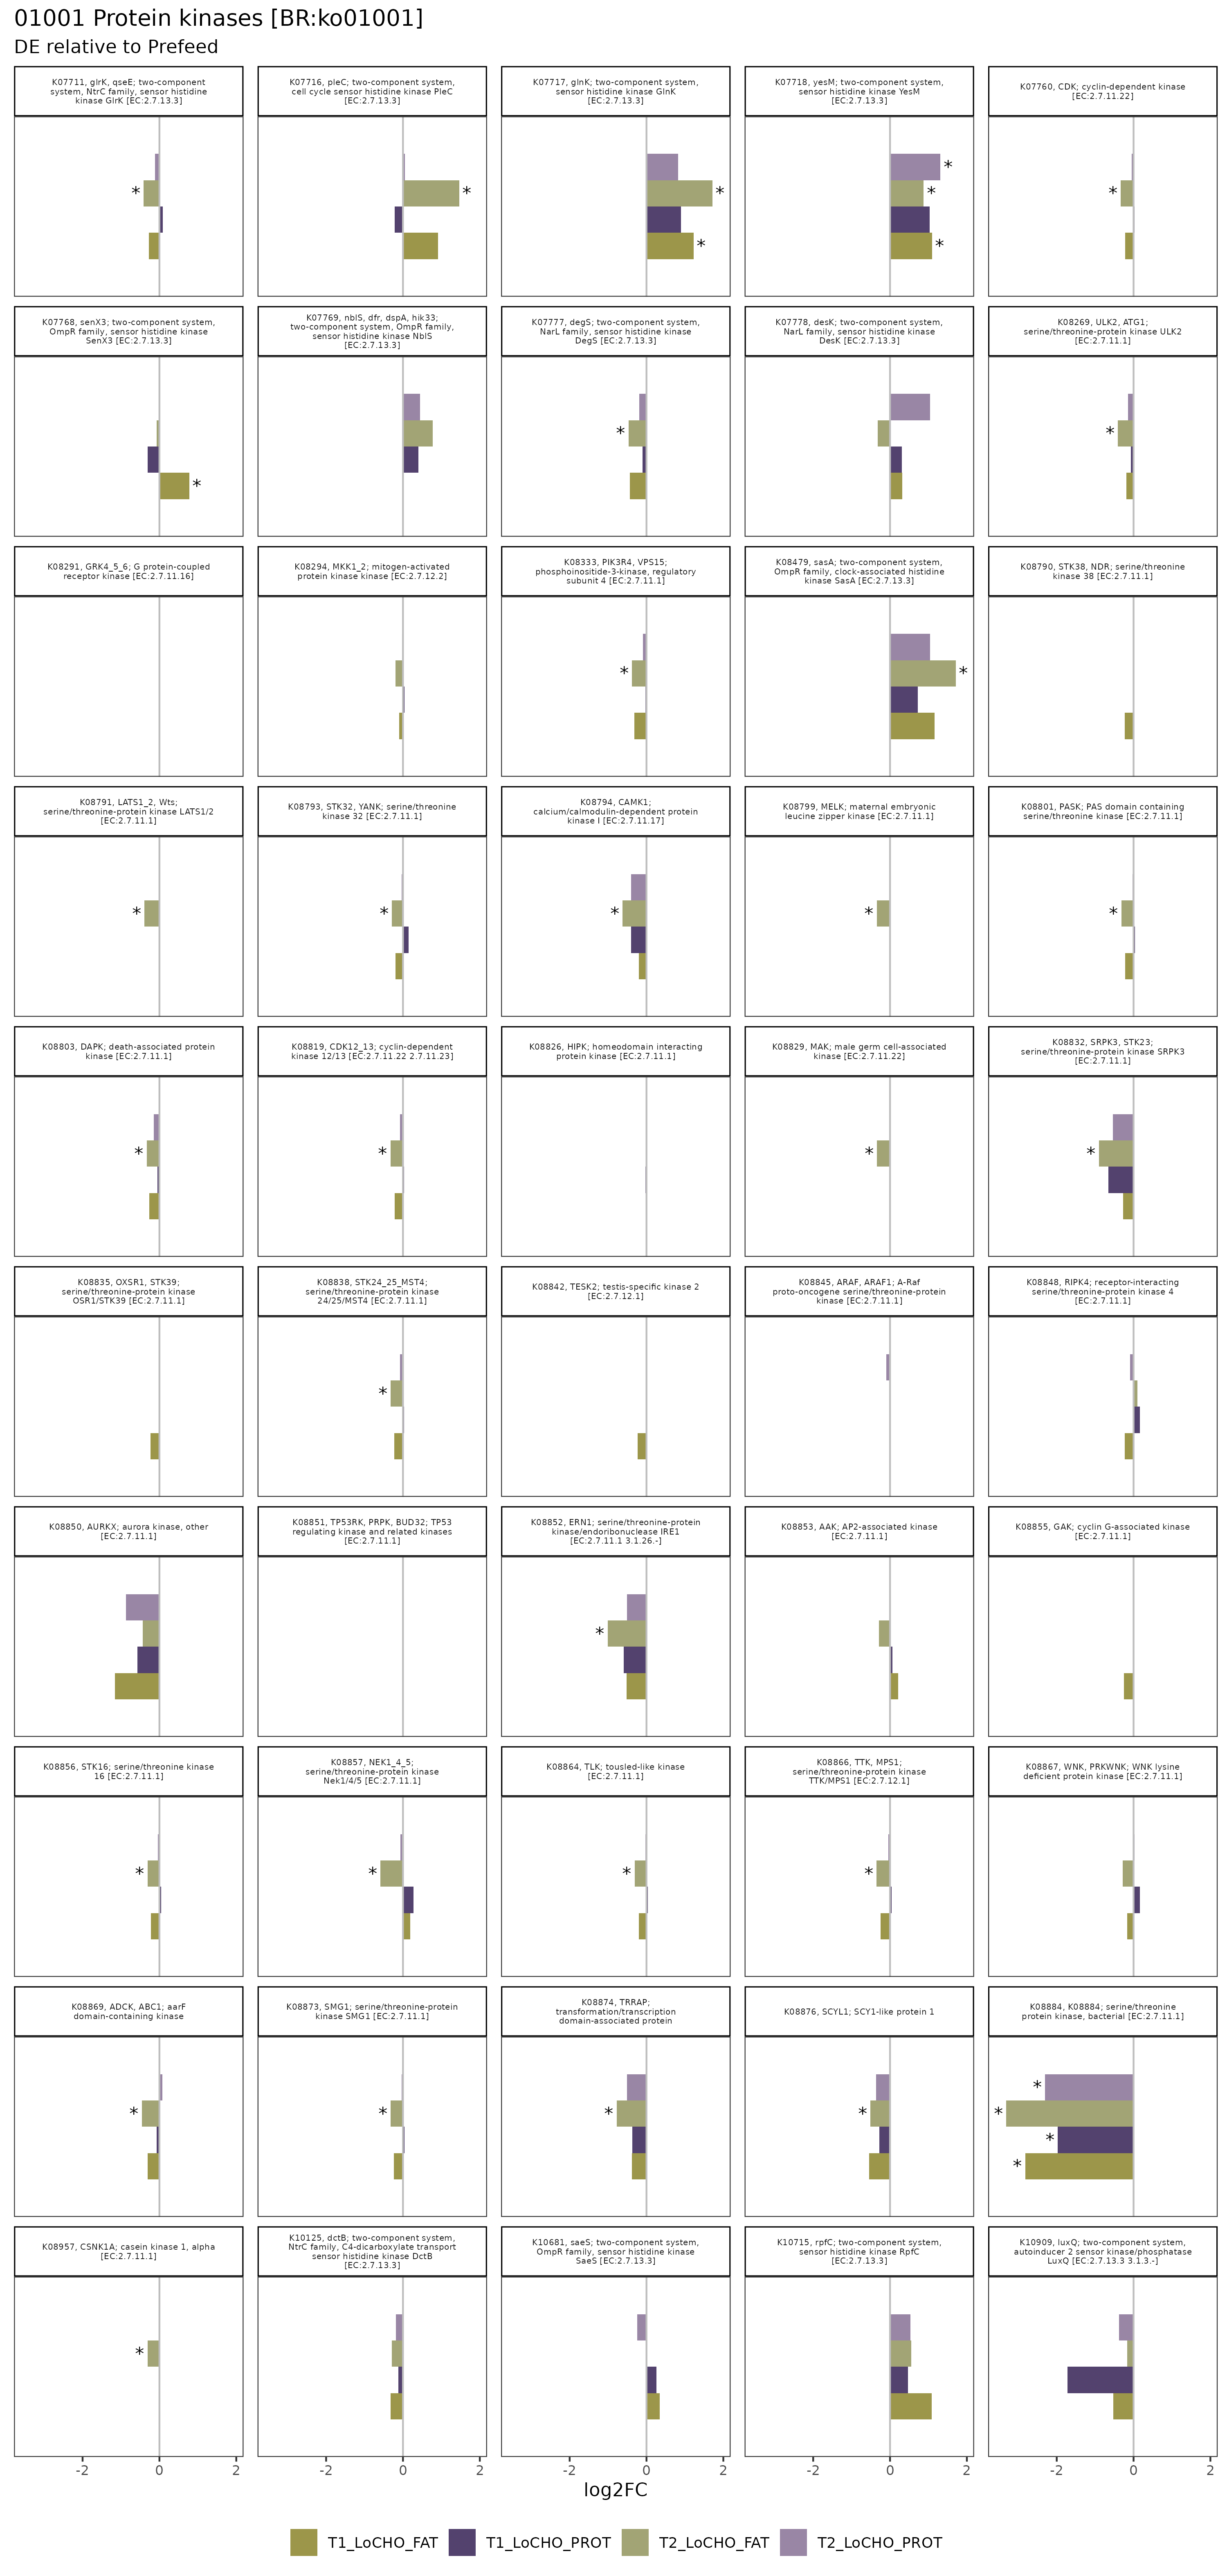 01001 Protein kinases [BR:ko01001]
DE relative to Prefeed
K07711, glrK, qseE; two-component
system, NtrC family, sensor histidine
kinase GlrK [EC:2.7.13.3]
K07716, pleC; two-component system,
cell cycle sensor histidine kinase PleC
[EC:2.7.13.3]
K07717, glnK; two-component system,
sensor histidine kinase GlnK
[EC:2.7.13.3]
K07718, yesM; two-component system,
sensor histidine kinase YesM
[EC:2.7.13.3]
K07760, CDK; cyclin-dependent kinase
[EC:2.7.11.22]
*
*
*
*
*
*
*
*
K07768, senX3; two-component system,
OmpR family, sensor histidine kinase
SenX3 [EC:2.7.13.3]
K07769, nblS, dfr, dspA, hik33;
two-component system, OmpR family,
sensor histidine kinase NblS
[EC:2.7.13.3]
K07777, degS; two-component system,
NarL family, sensor histidine kinase
DegS [EC:2.7.13.3]
K07778, desK; two-component system,
NarL family, sensor histidine kinase
DesK [EC:2.7.13.3]
K08269, ULK2, ATG1;
serine/threonine-protein kinase ULK2
[EC:2.7.11.1]
*
*
*
K08291, GRK4_5_6; G protein-coupled
receptor kinase [EC:2.7.11.16]
K08294, MKK1_2; mitogen-activated
protein kinase kinase [EC:2.7.12.2]
K08333, PIK3R4, VPS15;
phosphoinositide-3-kinase, regulatory
subunit 4 [EC:2.7.11.1]
K08479, sasA; two-component system,
OmpR family, clock-associated histidine
kinase SasA [EC:2.7.13.3]
K08790, STK38, NDR; serine/threonine
kinase 38 [EC:2.7.11.1]
*
*
K08791, LATS1_2, Wts;
serine/threonine-protein kinase LATS1/2
[EC:2.7.11.1]
K08793, STK32, YANK; serine/threonine
kinase 32 [EC:2.7.11.1]
K08794, CAMK1;
calcium/calmodulin-dependent protein
kinase I [EC:2.7.11.17]
K08799, MELK; maternal embryonic
leucine zipper kinase [EC:2.7.11.1]
K08801, PASK; PAS domain containing
serine/threonine kinase [EC:2.7.11.1]
*
*
*
*
*
K08803, DAPK; death-associated protein
kinase [EC:2.7.11.1]
K08819, CDK12_13; cyclin-dependent
kinase 12/13 [EC:2.7.11.22 2.7.11.23]
K08826, HIPK; homeodomain interacting
protein kinase [EC:2.7.11.1]
K08829, MAK; male germ cell-associated
kinase [EC:2.7.11.22]
K08832, SRPK3, STK23;
serine/threonine-protein kinase SRPK3
[EC:2.7.11.1]
*
*
*
*
K08835, OXSR1, STK39;
serine/threonine-protein kinase
OSR1/STK39 [EC:2.7.11.1]
K08838, STK24_25_MST4;
serine/threonine-protein kinase
24/25/MST4 [EC:2.7.11.1]
K08842, TESK2; testis-specific kinase 2
[EC:2.7.12.1]
K08845, ARAF, ARAF1; A-Raf
proto-oncogene serine/threonine-protein
kinase [EC:2.7.11.1]
K08848, RIPK4; receptor-interacting
serine/threonine-protein kinase 4
[EC:2.7.11.1]
*
K08850, AURKX; aurora kinase, other
[EC:2.7.11.1]
K08851, TP53RK, PRPK, BUD32; TP53
regulating kinase and related kinases
[EC:2.7.11.1]
K08852, ERN1; serine/threonine-protein
kinase/endoribonuclease IRE1
[EC:2.7.11.1 3.1.26.-]
K08853, AAK; AP2-associated kinase
[EC:2.7.11.1]
K08855, GAK; cyclin G-associated kinase
[EC:2.7.11.1]
*
K08856, STK16; serine/threonine kinase
16 [EC:2.7.11.1]
K08857, NEK1_4_5;
serine/threonine-protein kinase
Nek1/4/5 [EC:2.7.11.1]
K08864, TLK; tousled-like kinase
[EC:2.7.11.1]
K08866, TTK, MPS1;
serine/threonine-protein kinase
TTK/MPS1 [EC:2.7.12.1]
K08867, WNK, PRKWNK; WNK lysine
deficient protein kinase [EC:2.7.11.1]
*
*
*
*
K08869, ADCK, ABC1; aarF
domain-containing kinase
K08873, SMG1; serine/threonine-protein
kinase SMG1 [EC:2.7.11.1]
K08874, TRRAP;
transformation/transcription
domain-associated protein
K08876, SCYL1; SCY1-like protein 1
K08884, K08884; serine/threonine
protein kinase, bacterial [EC:2.7.11.1]
*
*
*
*
*
*
*
*
K08957, CSNK1A; casein kinase 1, alpha
[EC:2.7.11.1]
K10125, dctB; two-component system,
NtrC family, C4-dicarboxylate transport
sensor histidine kinase DctB
[EC:2.7.13.3]
K10681, saeS; two-component system,
OmpR family, sensor histidine kinase
SaeS [EC:2.7.13.3]
K10715, rpfC; two-component system,
sensor histidine kinase RpfC
[EC:2.7.13.3]
K10909, luxQ; two-component system,
autoinducer 2 sensor kinase/phosphatase
LuxQ [EC:2.7.13.3 3.1.3.-]
*
-2 0 2 -2 0 2 -2 0 2 -2 0 2 -2 0 2
log2FC
T1_LoCHO_FAT T1_LoCHO_PROT T2_LoCHO_FAT T2_LoCHO_PROT